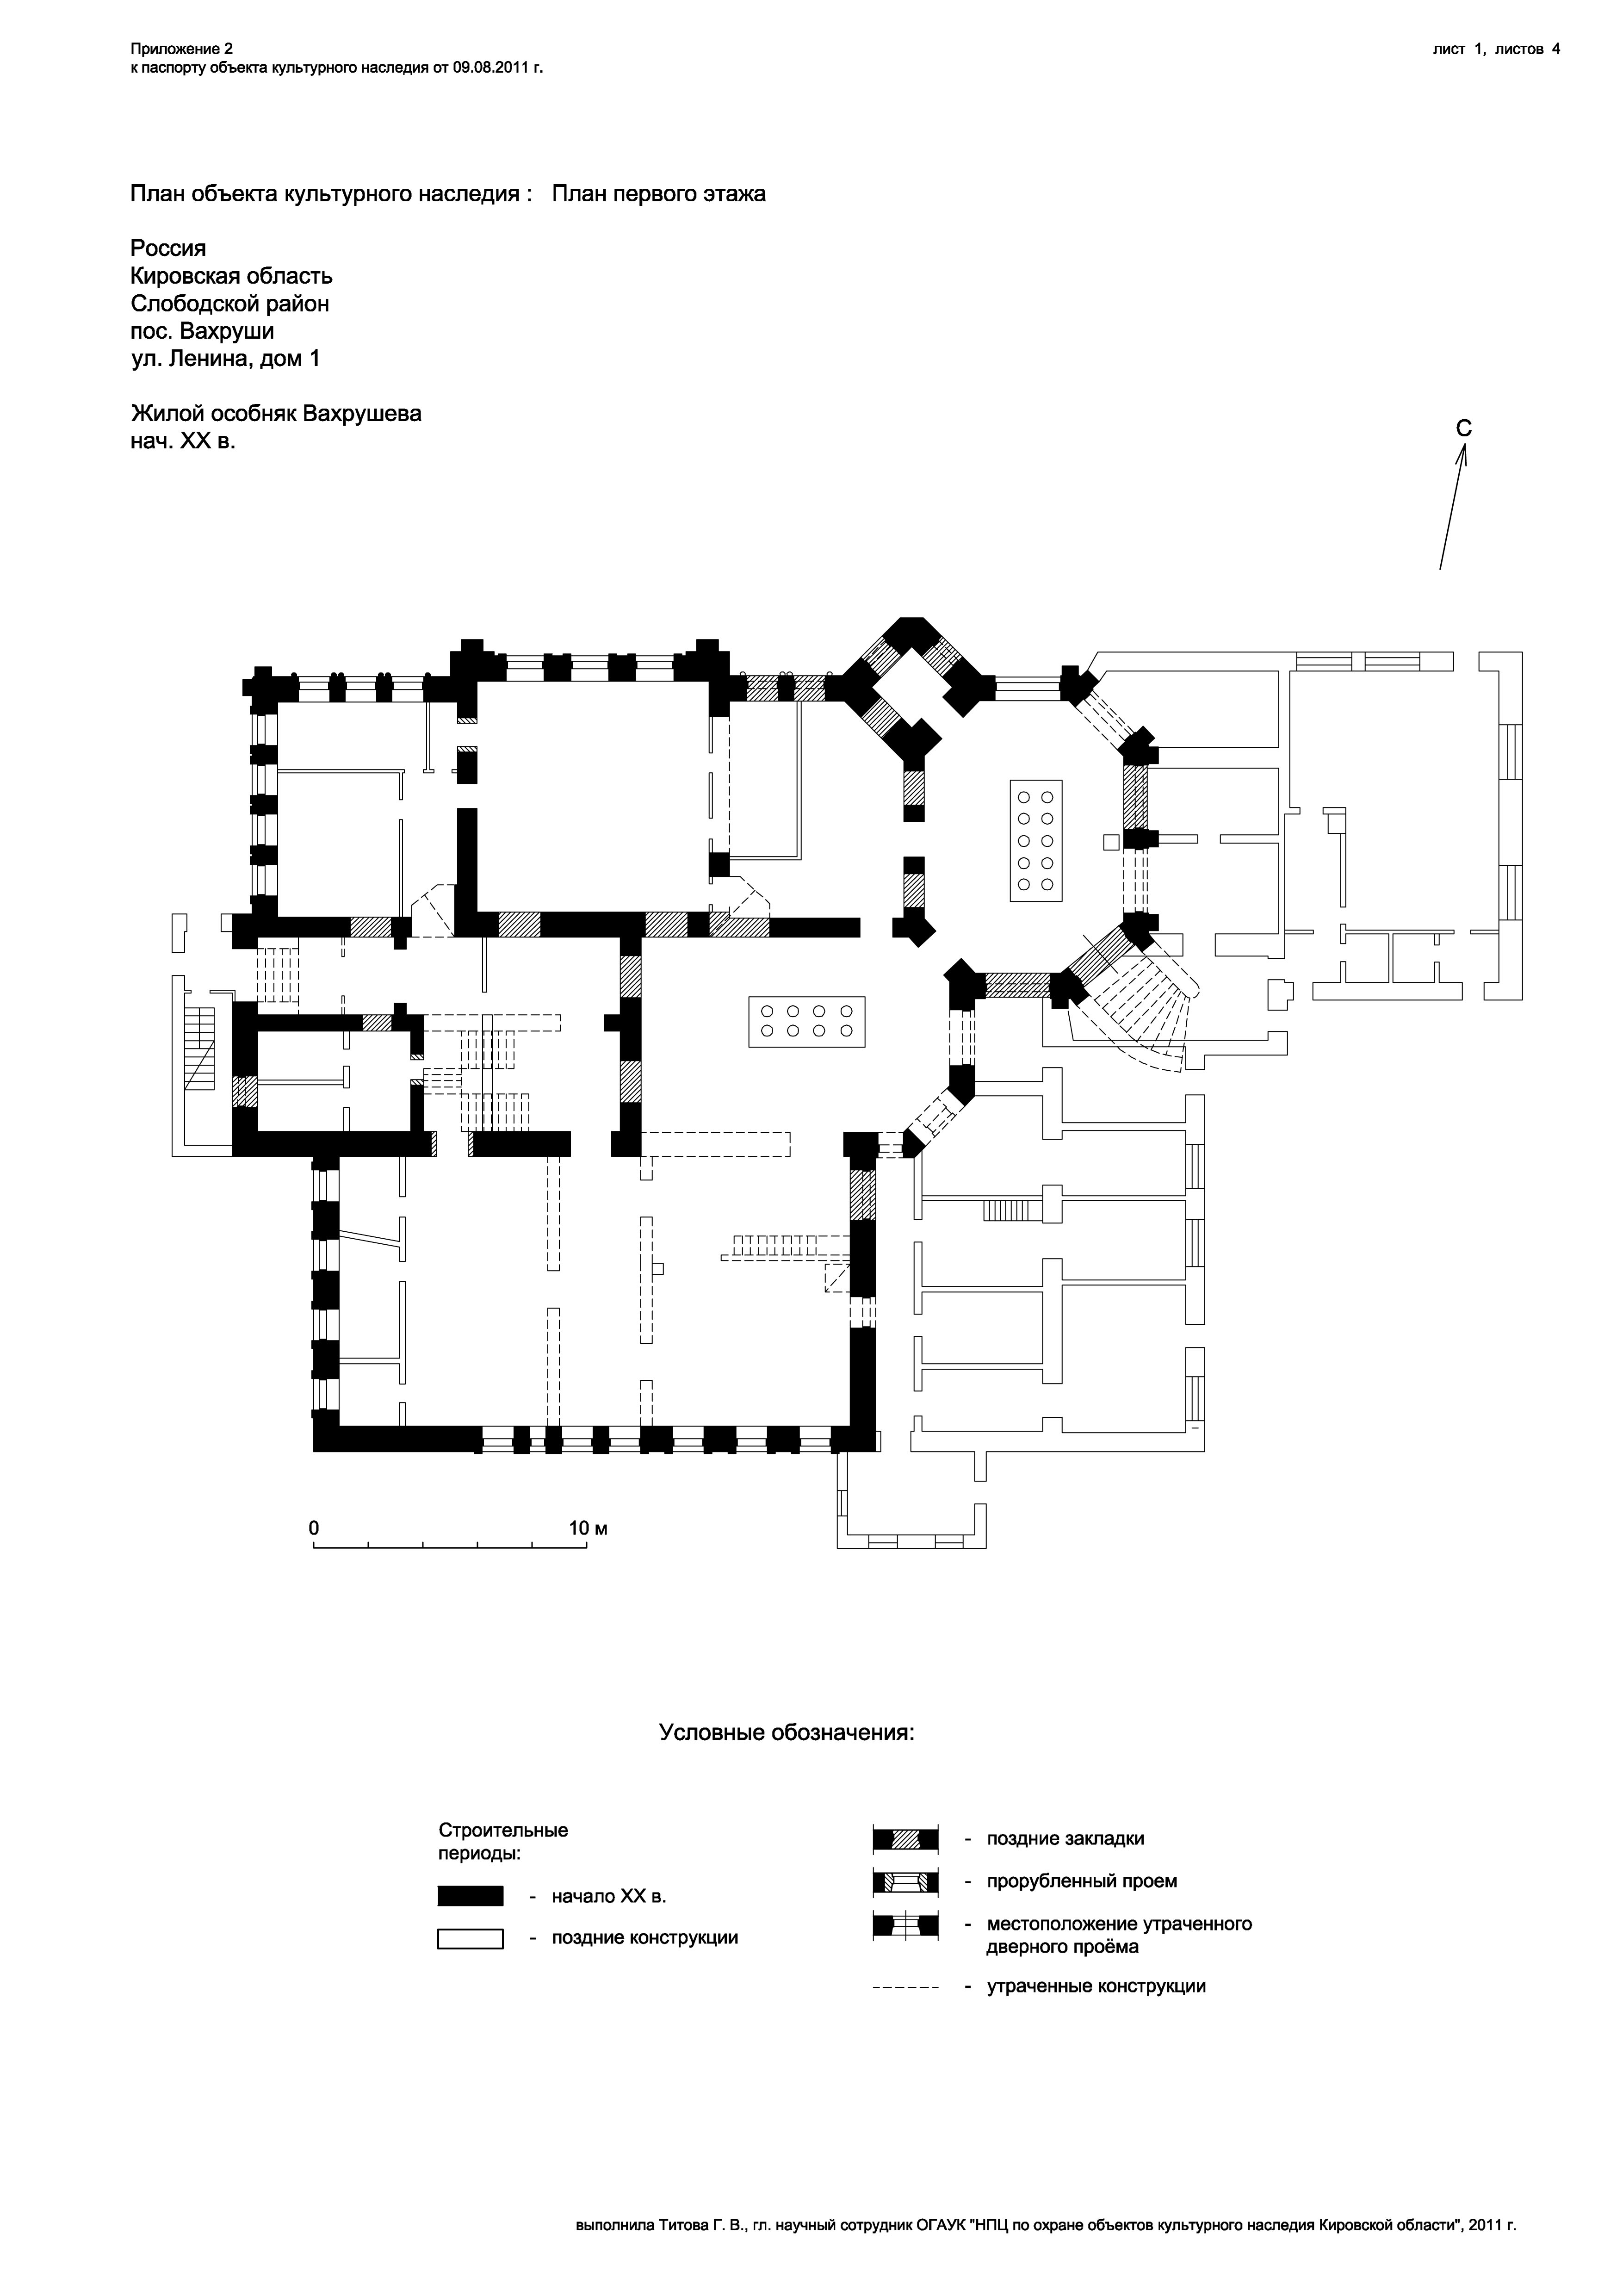 Приложение 2
к паспорту объекта культурного наследия от 09.08.2011 г.
лист 1, листов 4
План объекта культурного наследия : План первого этажа
Россия
Кировская область
Слободской район
пос. Вахруши
ул. Ленина, дом 1
Жилой особняк Вахрушева
нач. XX в.
С
0 10 м
Условные обозначения:
Строительные
периоды:
- начало XX в.
- поздние конструкции
- поздние закладки
- прорубленный проем
- местоположение утраченного
дверного проёма
- утраченные конструкции
выполнила Титова Г. В., гл. научный сотрудник ОГАУК "НПЦ по охране объектов культурного наследия Кировской области", 2011 г.